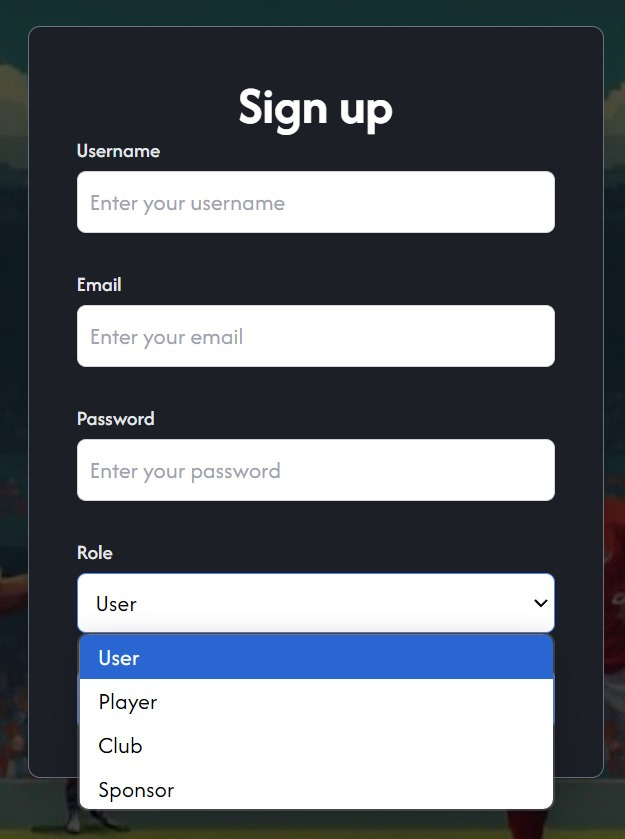 Sign up
Username
Enter your username
Email
Enter your email
Password
Enter your password
Role
User
User
Player
Club
Sponsor